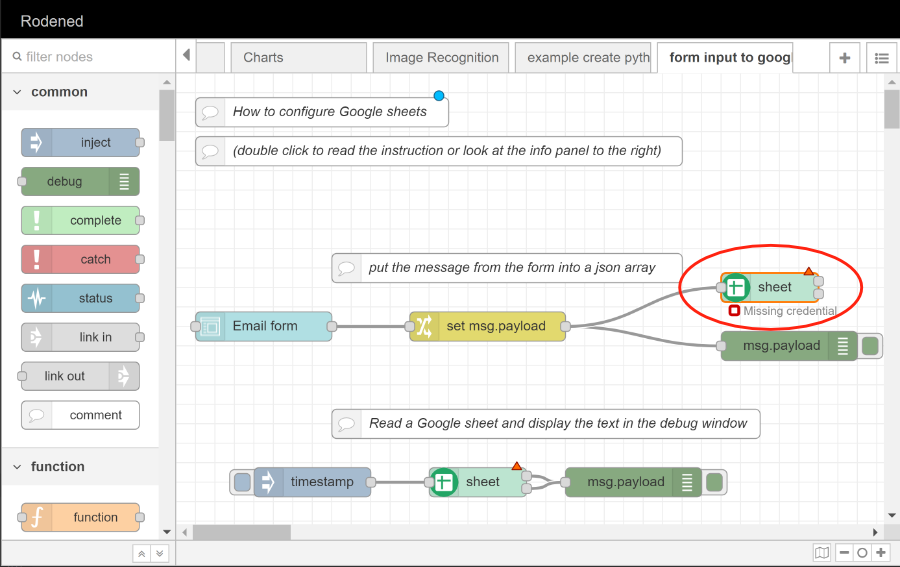 Rodened
filter nodes
Charts
Image Recognition
example create pyth
form input to goog
common
inject
debug
complete
catch
status
link in
link out
comment
function
function
How to configure Google sheets
(double click to read the instruction or look at the info panel to the right)
put the message from the form into a json array
sheet
Missing credential
Email form
set msg.payload
msg.payload
Read a Google sheet and display the text in the debug window
timestamp
sheet
msg.payload